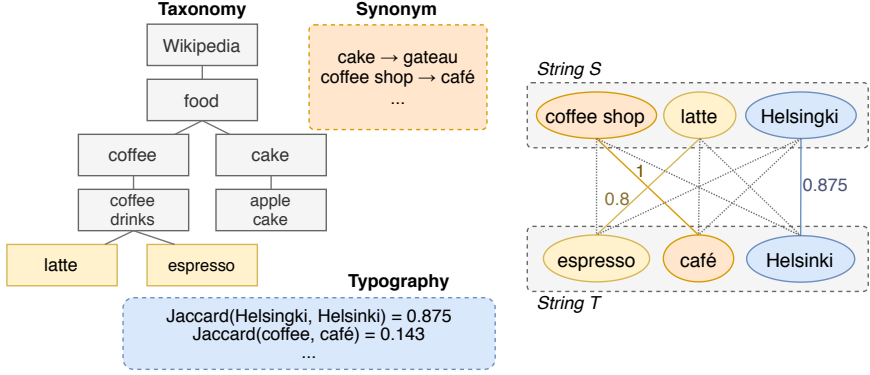 Taxonomy
Wikipedia
food
coffee
cake
coffee
drinks
apple
cake
latte
espresso
Synonym
cake → gateau
coffee shop → café
...
Typography
Jaccard(Helsingki, Helsinki) = 0.875
Jaccard(coffee, café) = 0.143
...
String S
coffee shop
latte
Helsingki
1
0.8
0.875
espresso
café
Helsinki
String T